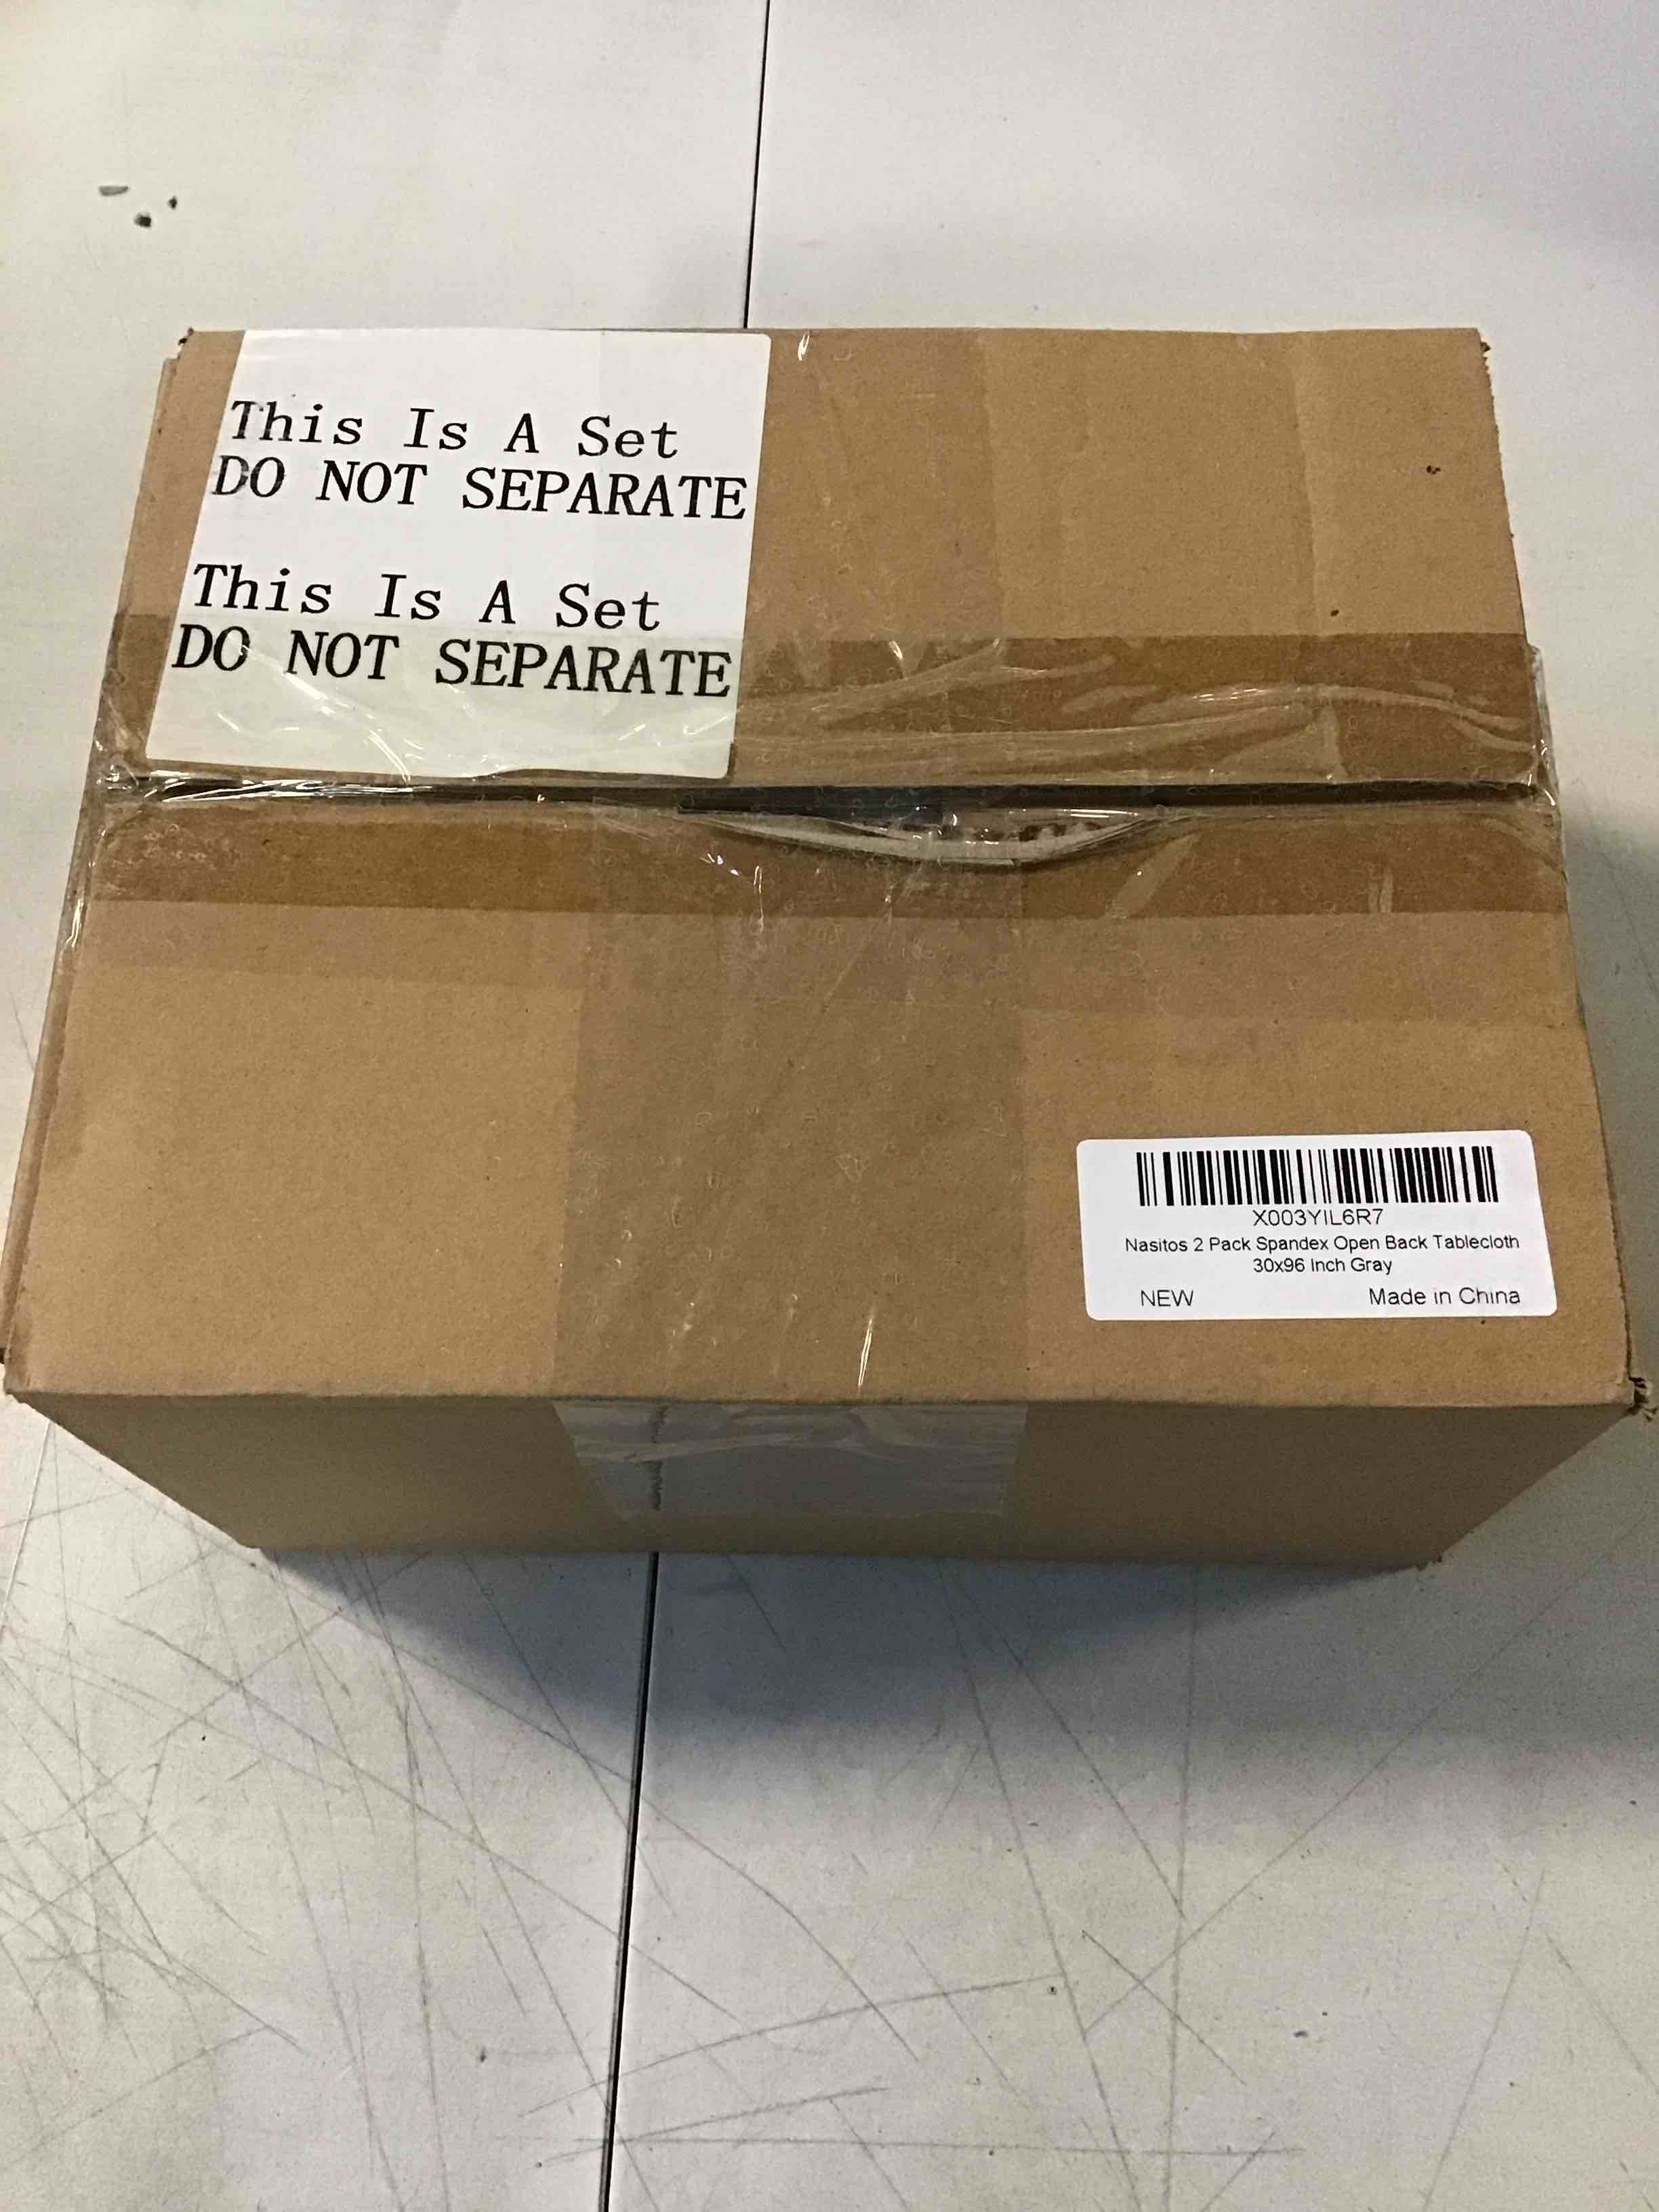 This Is A Set
DO NOT SEPARATE
This Is A Set
DO NOT SEPARATE
X003YIL6R7
Nasitos 2 Pack Spandex Open Back Tablecloth
30x96 Inch Gray
NEW Made in China